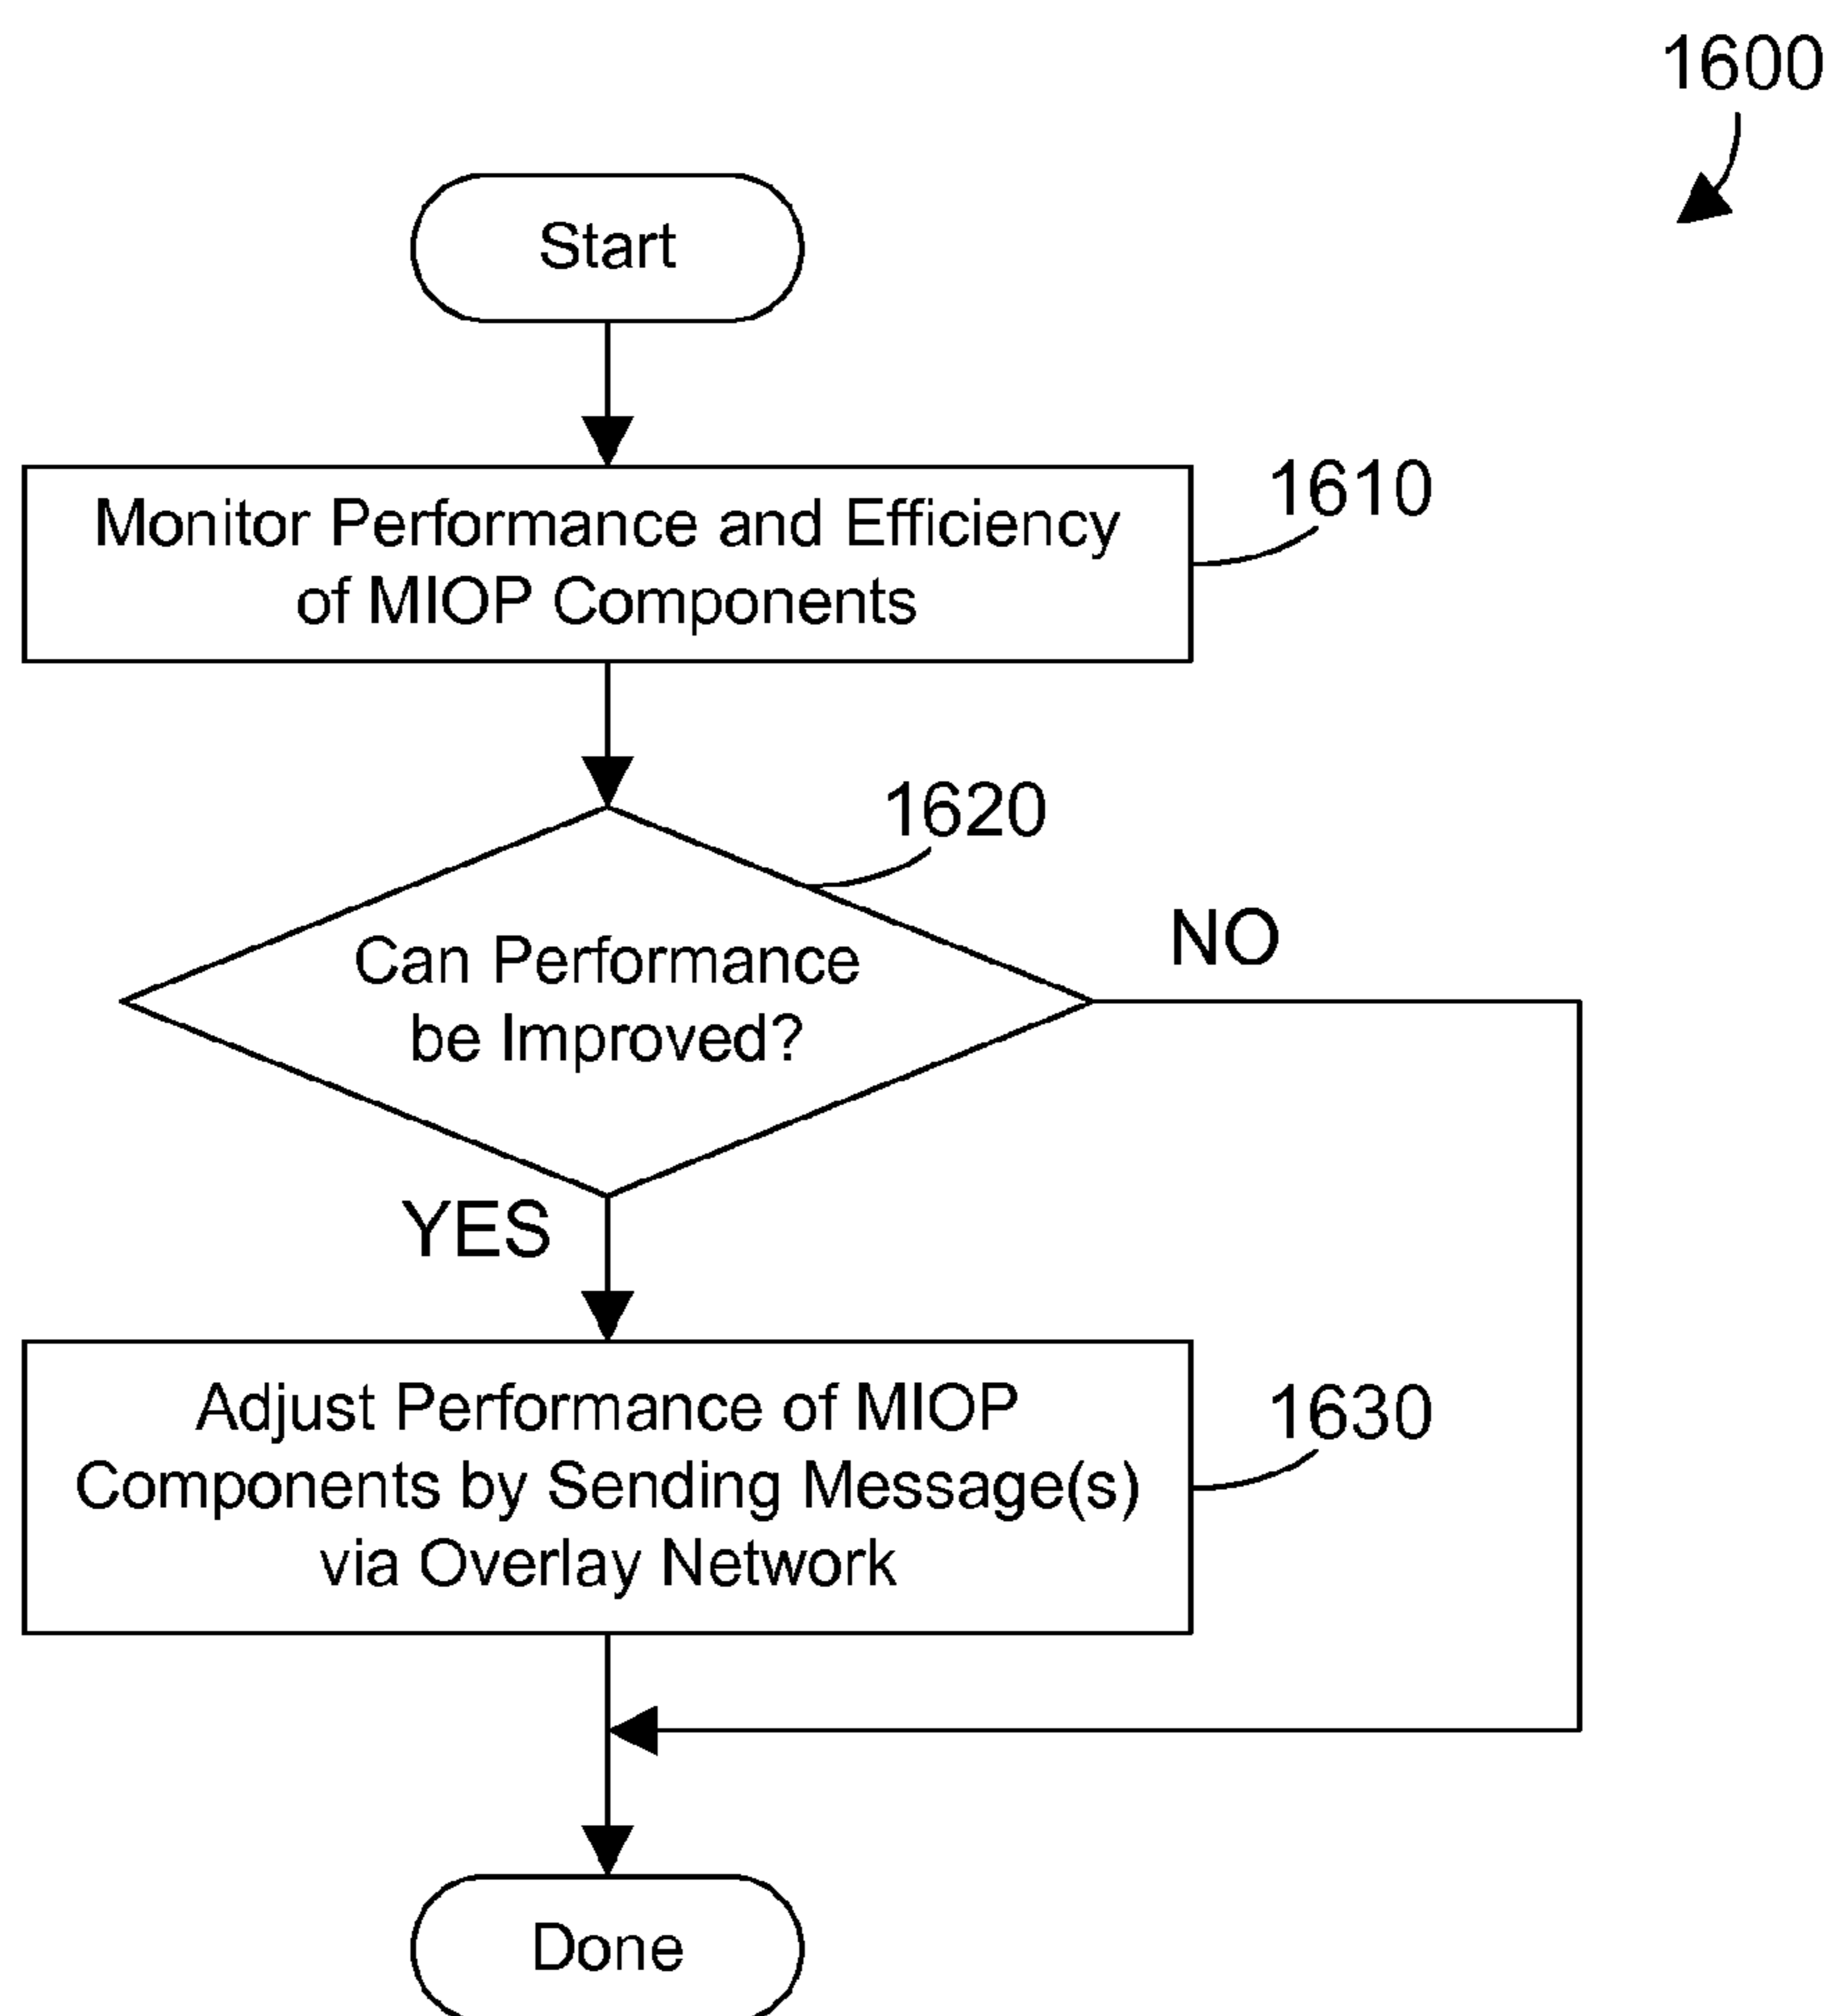 1600
Start
Monitor Performance and Efficiency
of MIOP Components
1610
1620
Can Performance
be Improved?
NO
YES
Adjust Performance of MIOP
Components by Sending Message(s)
via Overlay Network
1630
Done